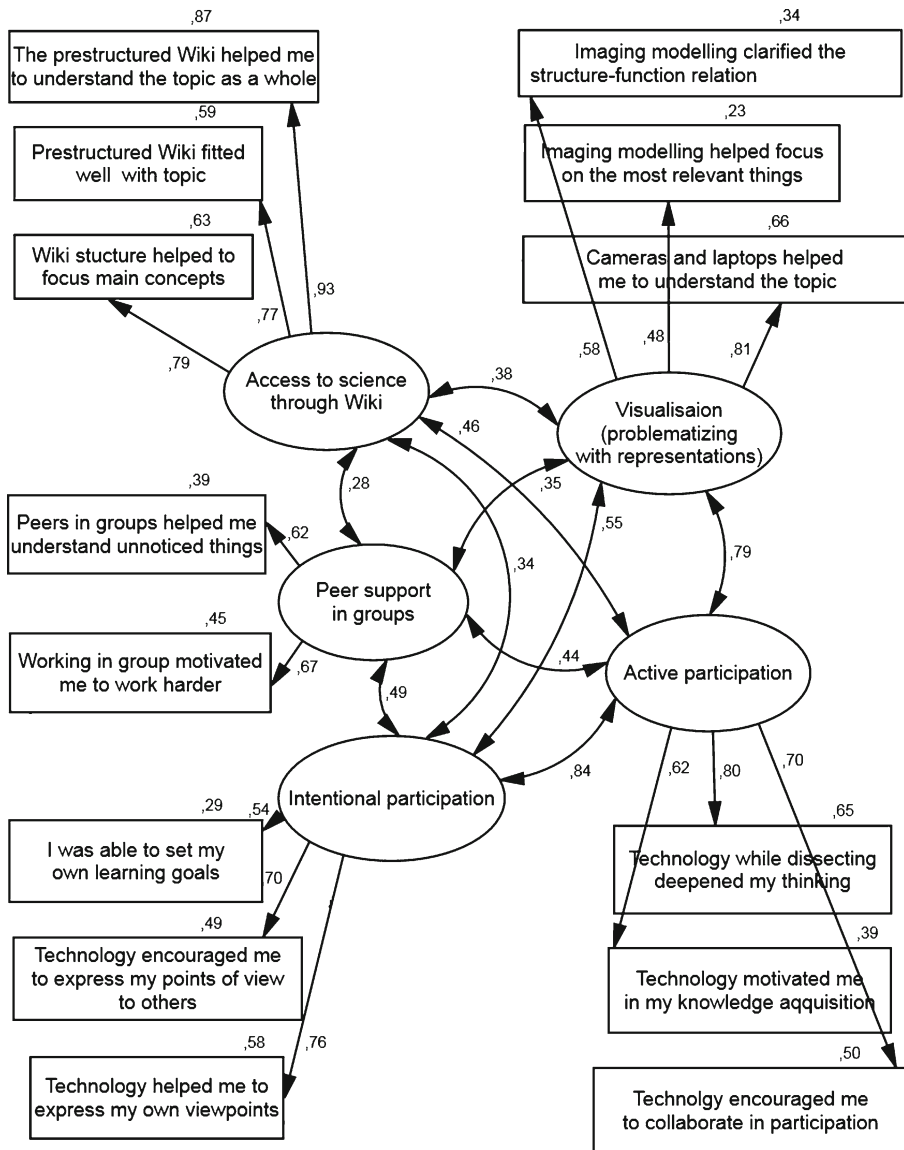 ,87
The prestructured Wiki helped me
to understand the topic as a whole
,59
Prestructured Wiki fitted
well with topic
,63
Wiki stucture helped to
focus main concepts
,34
Imaging modelling clarified the
structure-function relation
,23
Imaging modelling helped focus
on the most relevant things
,66
Cameras and laptops helped
me to understand the topic
,93
,77
,79
,58
,48
,81
Access to science
through Wiki
,38
Visualisaion
(problematizing
with representations)
,46
,28
,35
,55
,39
Peers in groups helped me
understand unnoticed things
,62
,34
,79
Peer support
in groups
,45
Working in group motivated
me to work harder
,67
,44
Active participation
,49
,84
,62
,80
,70
Intentional participation
,29
,54
I was able to set my
own learning goals
,70
,49
Technology encouraged me
to express my points of view
to others
,58
,76
Technology helped me to
express my own viewpoints
,65
Technology while dissecting
deepened my thinking
,39
Technology motivated me
in my knowledge aqquisition
,50
Technolgy encouraged me
to collaborate in participation